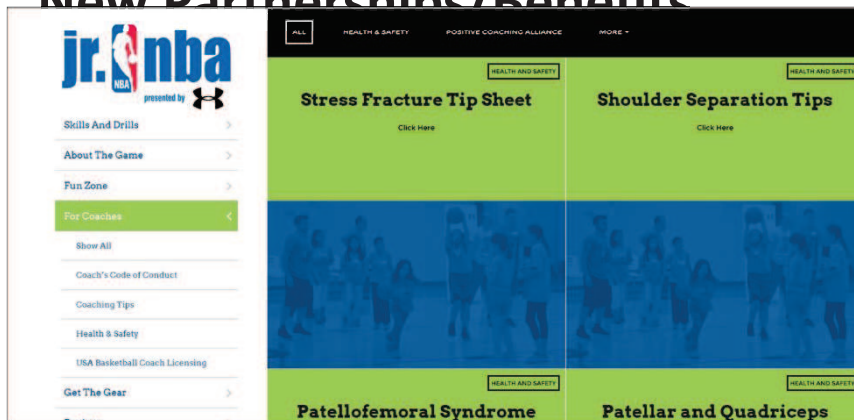 New Partnerships/Benefits
jr. nba
NBA
presented by
Skills And Drills
About The Game
Fun Zone
For Coaches
Show All
Coach's Code of Conduct
Coaching Tips
Health & Safety
USA Basketball Coach Licensing
Get The Gear
ALL HEALTH & SAFETY POSITIVE COACHING ALLIANCE MORE
HEALTH AND SAFETY
Stress Fracture Tip Sheet
Click Here
HEALTH AND SAFETY
Shoulder Separation Tips
Click Here
HEALTH AND SAFETY
Patellofemoral Syndrome
HEALTH AND SAFETY
Patellar and Quadriceps